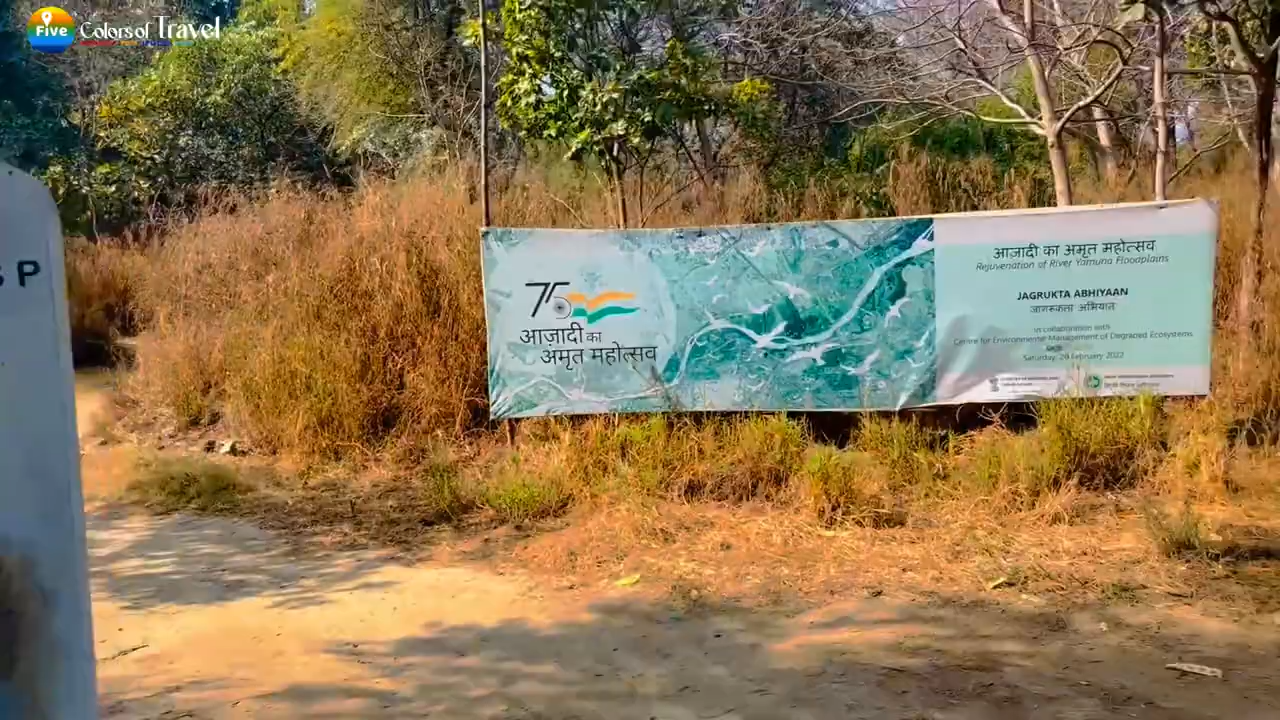 Five Colors of Travel
S P
75
आज़ादी का
अमृत महोत्सव
आज़ादी का अमृत महोत्सव
Rejuvenation of River Yamuna Floodplains
JAGRUKTA ABHIYAAN
जागरूकता अभियान
in collaboration with
Centre for Environmental Management of Degraded Ecosystems
Saturday, 26 February 2022